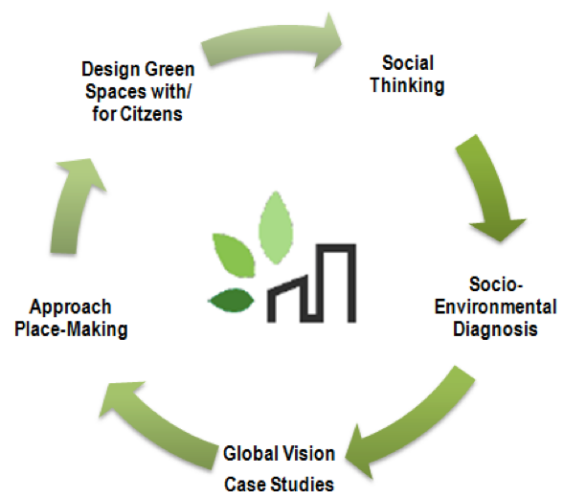 Design Green
Spaces with/
for Citzens
Social
Thinking
Socio-
Environmental
Diagnosis
Global Vision
Case Studies
Approach
Place-Making